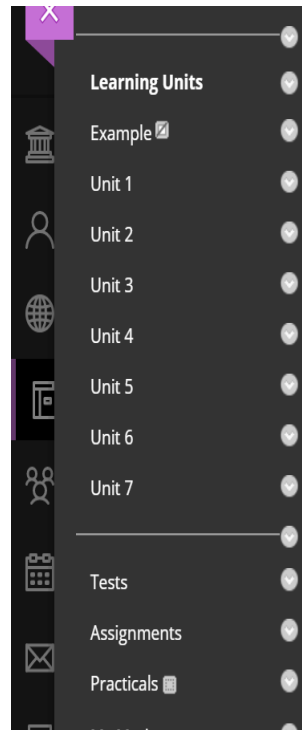 X
Learning Units
Example
Unit 1
Unit 2
Unit 3
Unit 4
Unit 5
Unit 6
Unit 7
Tests
Assignments
Practicals